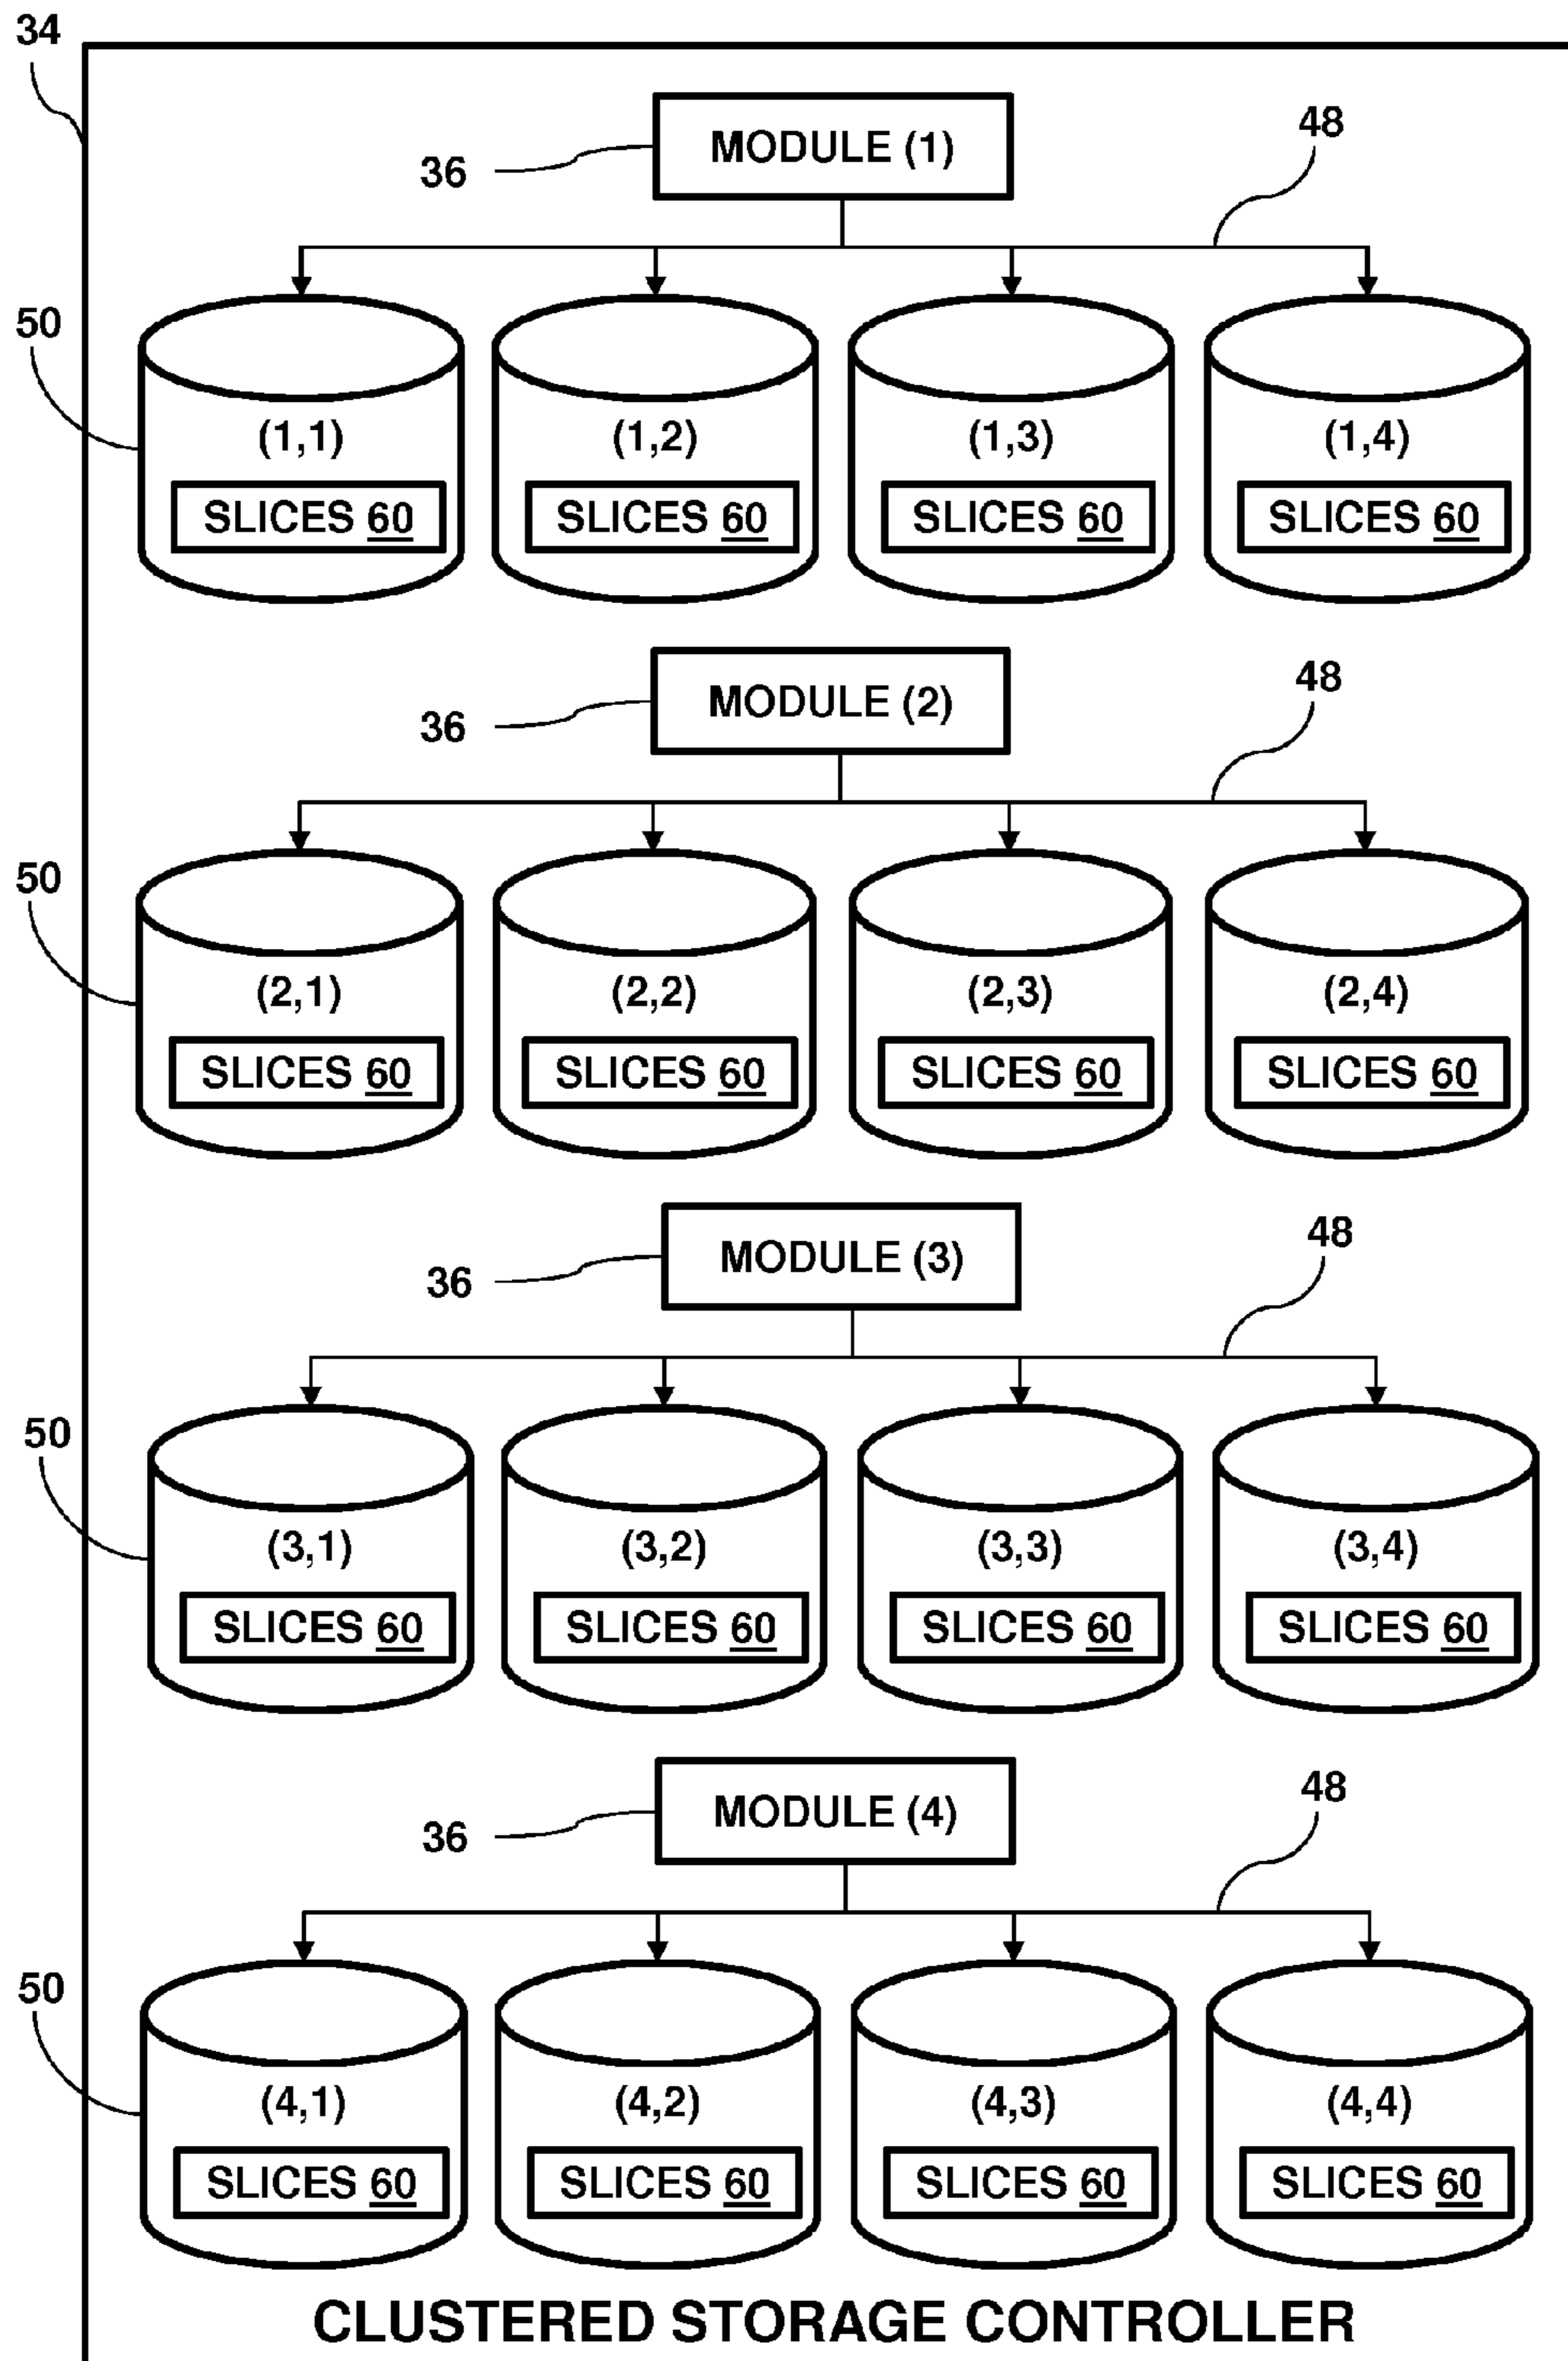 34
MODULE (1)
36
48
50
(1,1) (1,2) (1,3) (1,4)
SLICES 60 SLICES 60 SLICES 60 SLICES 60
MODULE (2)
36
48
50
(2,1) (2,2) (2,3) (2,4)
SLICES 60 SLICES 60 SLICES 60 SLICES 60
MODULE (3)
36
48
50
(3,1) (3,2) (3,3) (3,4)
SLICES 60 SLICES 60 SLICES 60 SLICES 60
MODULE (4)
36
48
50
(4,1) (4,2) (4,3) (4,4)
SLICES 60 SLICES 60 SLICES 60 SLICES 60
CLUSTERED STORAGE CONTROLLER